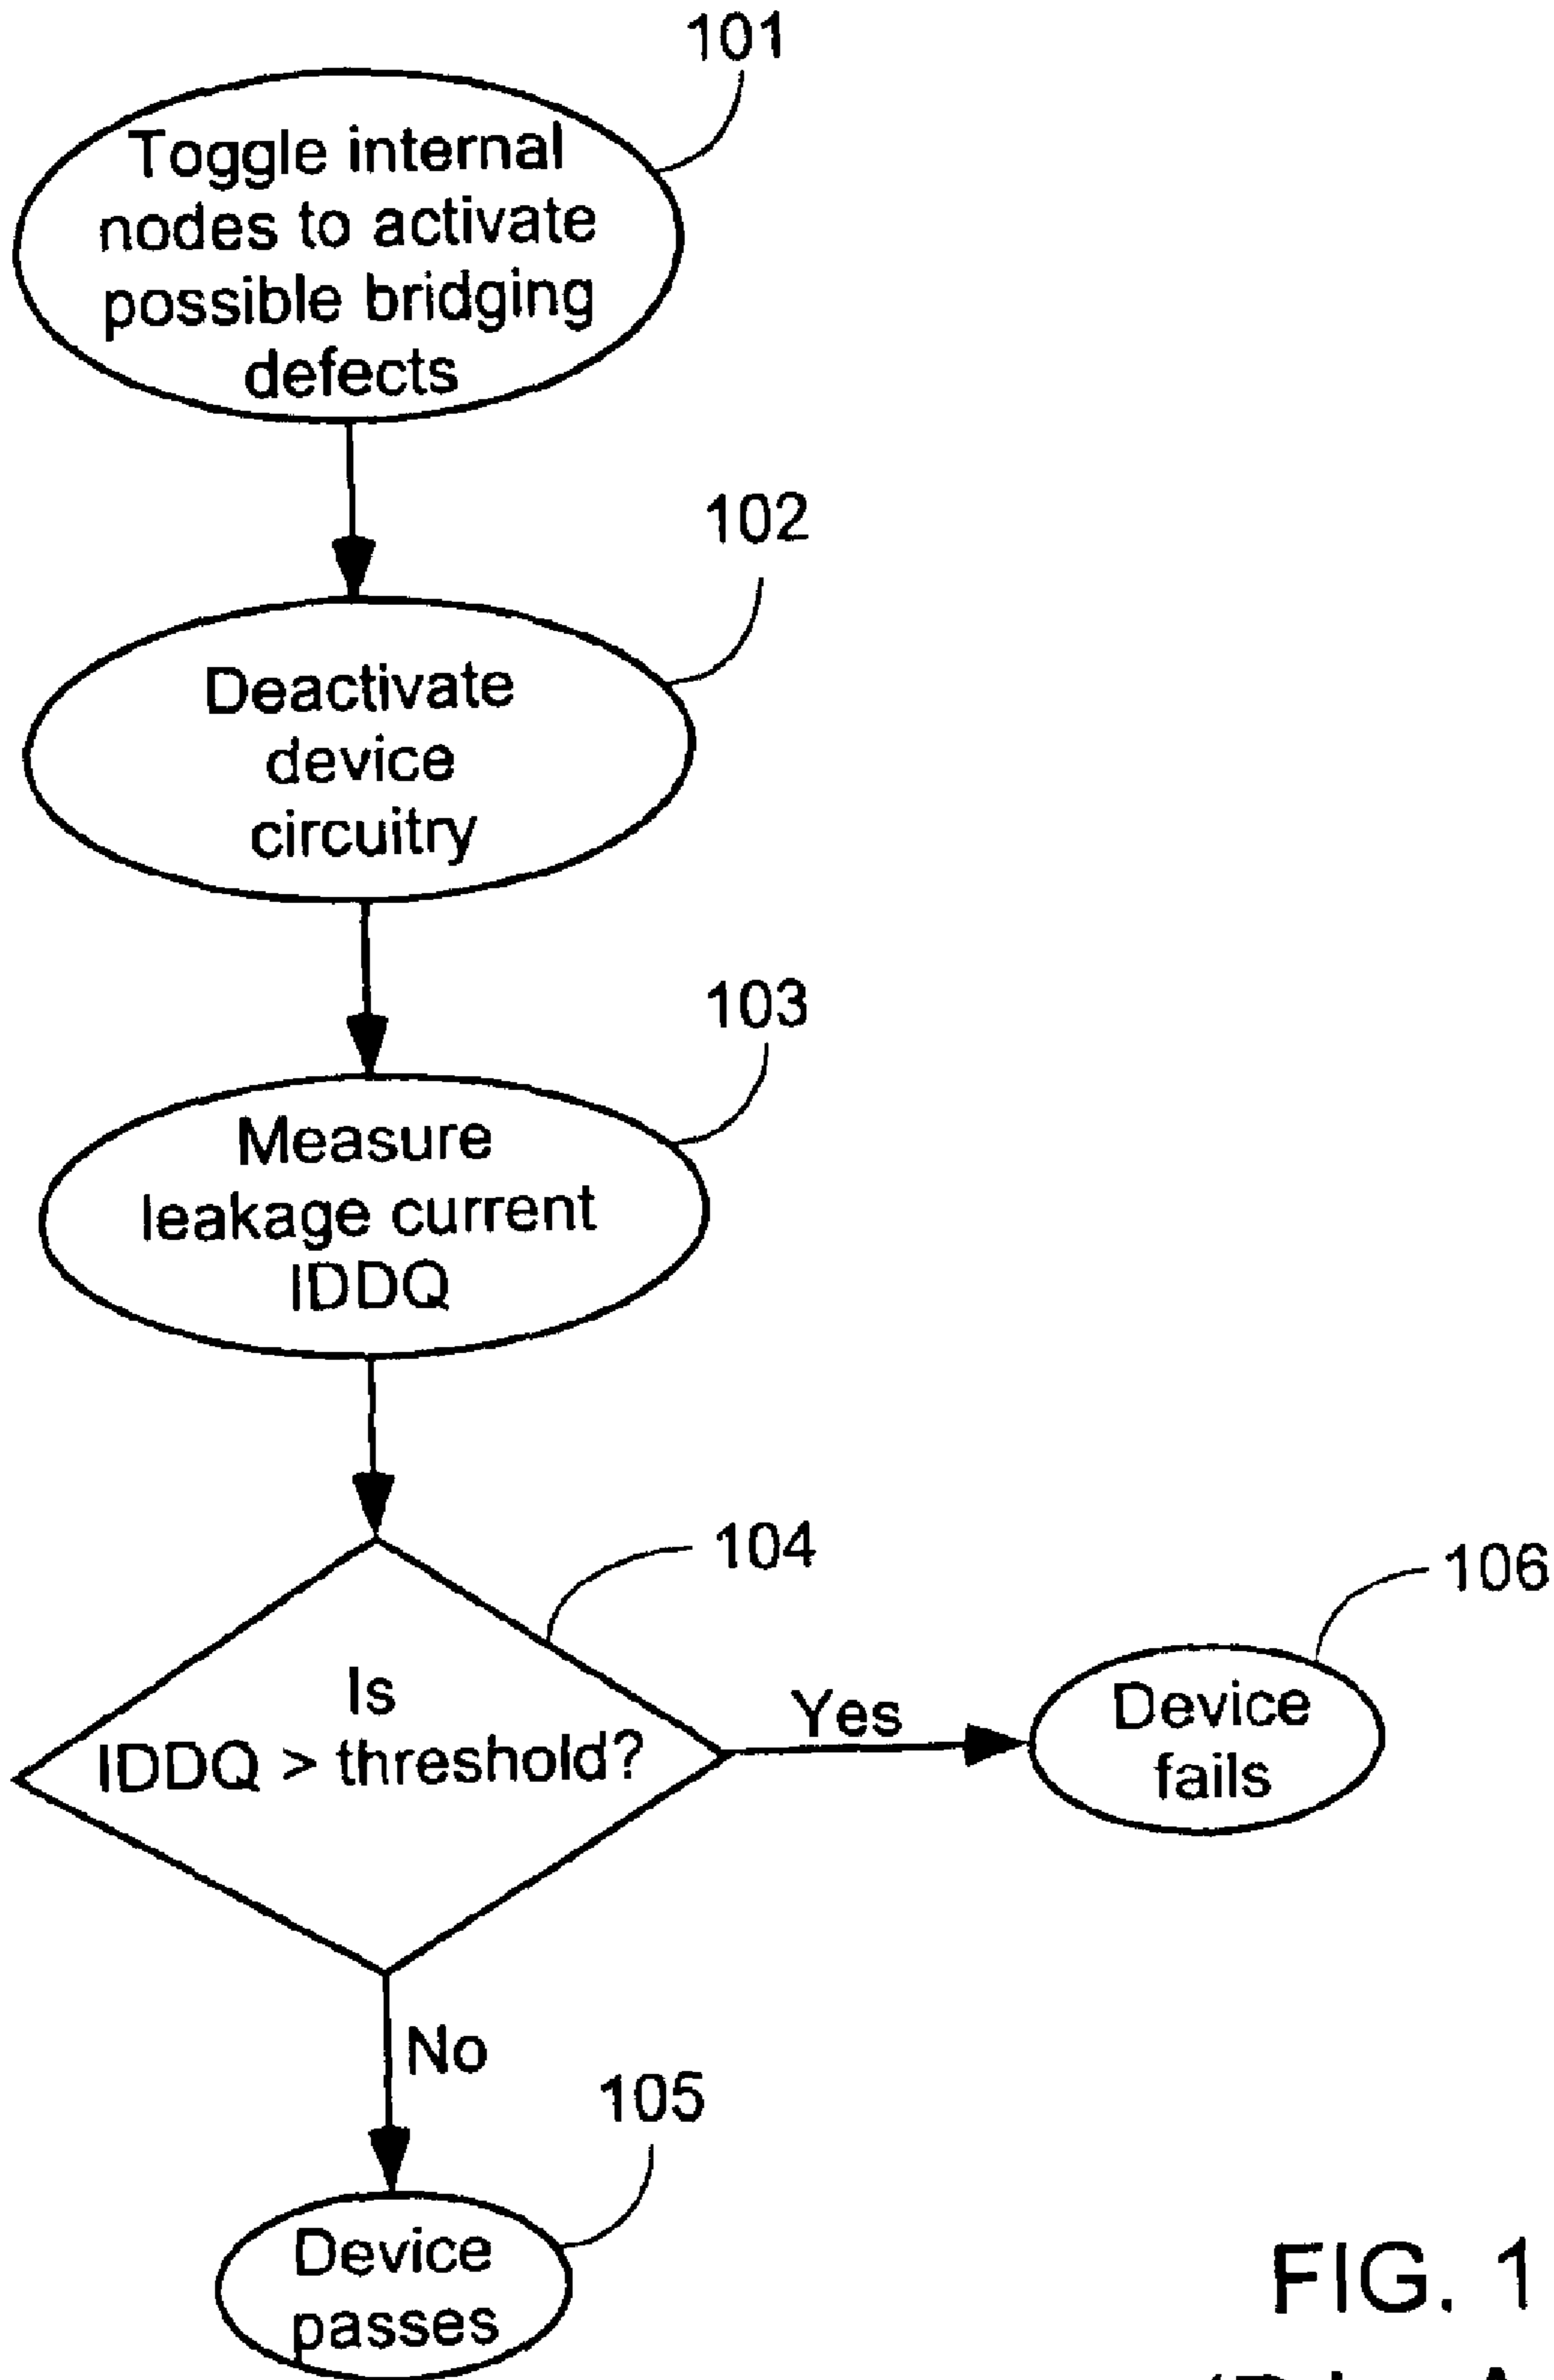 101
Toggle internal
nodes to activate
possible bridging
defects
102
Deactivate
device
circuitry
103
Measure
leakage current
IDDQ
104
Is
IDDQ > threshold?
Yes
106
Device
fails
No
105
Device
passes
FIG. 1